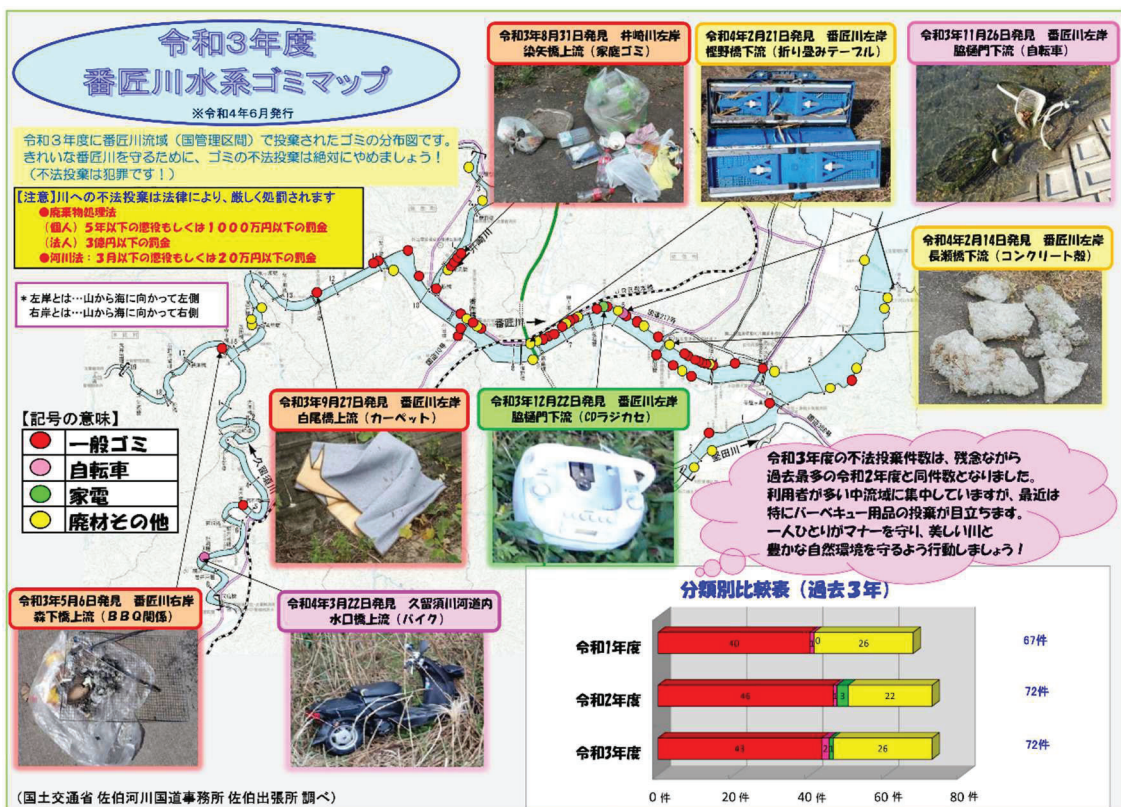 令和３年度
番匠川水系ゴミマップ
※令和４年６月発行
令和３年度に番匠川流域（国管理区間）で投棄されたゴミの分布図です。
きれいな番匠川を守るために、ゴミの不法投棄は絶対にやめましょう！
（不法投棄は犯罪です！）
【注意】川への不法投棄は法律により、厳しく処罰されます
●廃棄物処理法
（個人）５年以下の懲役もしくは１０００万円以下の罰金
（法人）３億円以下の罰金
●河川法：３月以下の懲役もしくは２０万円以下の罰金
＊左岸とは…山から海に向かって左側
右岸とは…山から海に向かって右側
令和3年8月31日発見　井崎川左岸
染矢橋上流（家庭ゴミ）
令和4年2月21日発見　番匠川左岸
樫野橋下流（折り畳みテーブル）
令和3年11月26日発見　番匠川左岸
脇樋門下流（自転車）
令和4年2月14日発見　番匠川左岸
長瀬橋下流（コンクリート殻）
井崎川
番匠川
久留須川
堅田川
令和3年9月27日発見　番匠川左岸
白尾橋上流（カーペット）
令和3年12月22日発見　番匠川左岸
脇樋門下流（CDラジカセ）
【記号の意味】
一般ゴミ
自転車
家電
廃材その他
令和３年度の不法投棄件数は、残念ながら
過去最多の令和２年度と同件数となりました。
利用者が多い中流域に集中していますが、最近は
特にバーベキュー用品の投棄が目立ちます。
一人ひとりがマナーを守り、美しい川と
豊かな自然環境を守るよう行動しましょう！
令和3年5月6日発見　番匠川右岸
森下橋上流（ＢＢＱ関係）
令和4年3月22日発見　久留須川河道内
水口橋上流（バイク）
分類別比較表（過去３年）
令和1年度 40 1 0 26 67件
令和2年度 46 1 3 22 72件
令和3年度 43 2 1 26 72件
0 件 20 件 40 件 60 件 80 件
（国土交通省 佐伯河川国道事務所 佐伯出張所 調べ）